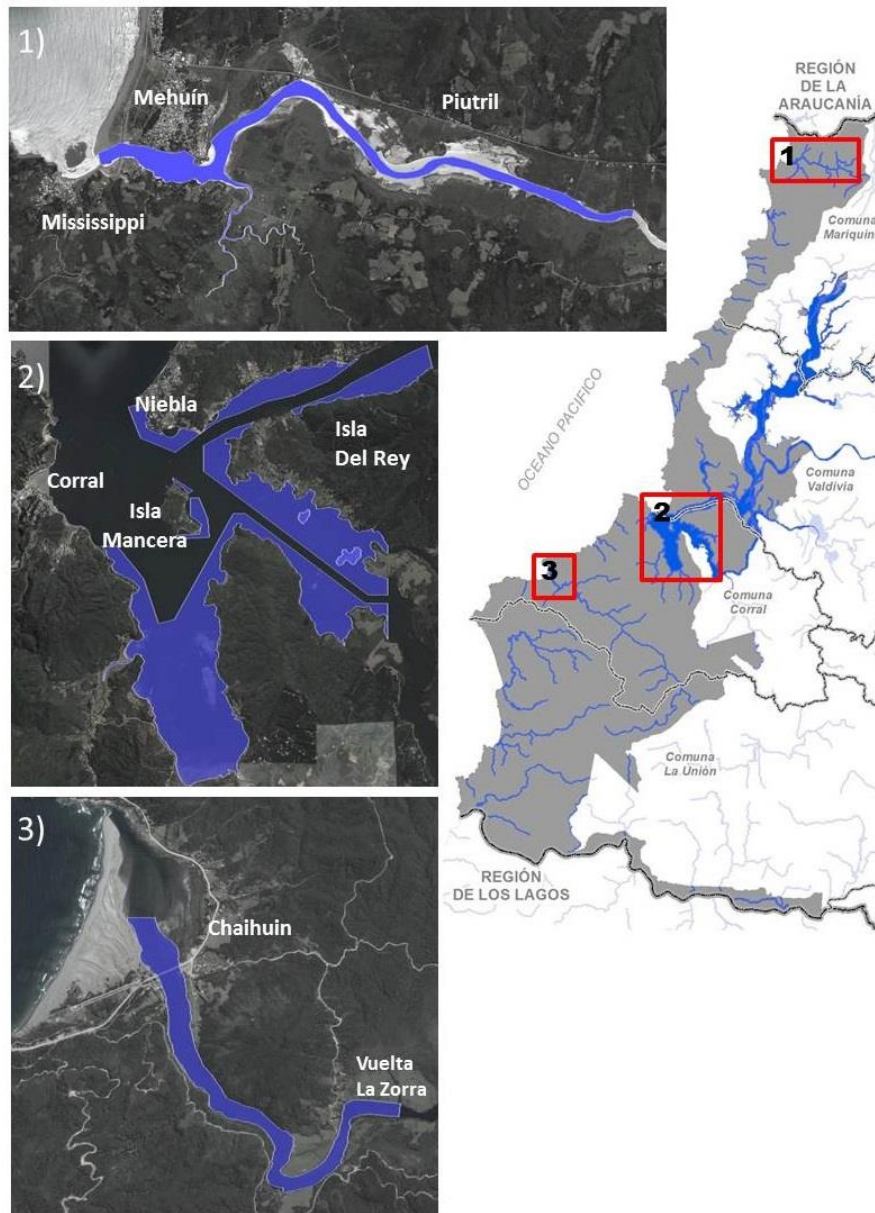 1)
Mehuín
Piutril
Mississippi
2)
Niebla
Isla
Del Rey
Corral
Isla
Mancera
3)
Chaihuin
Vuelta
La Zorra
REGIÓN
DE LA
ARAUCANÍA
1
Comuna
Mariquina
OCEANO PACIFICO
Comuna
Valdivia
2
3
Comuna
Corral
Comuna
La Unión
REGIÓN
DE LOS LAGOS